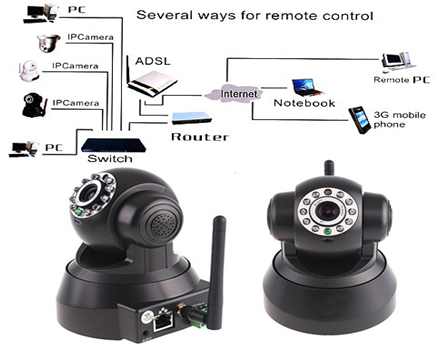 Several ways for remote control
PC
IPCamera
IPCamera
IPCamera
PC
Switch
ADSL
Router
Internet
Remote PC
Notebook
3G mobile
phone